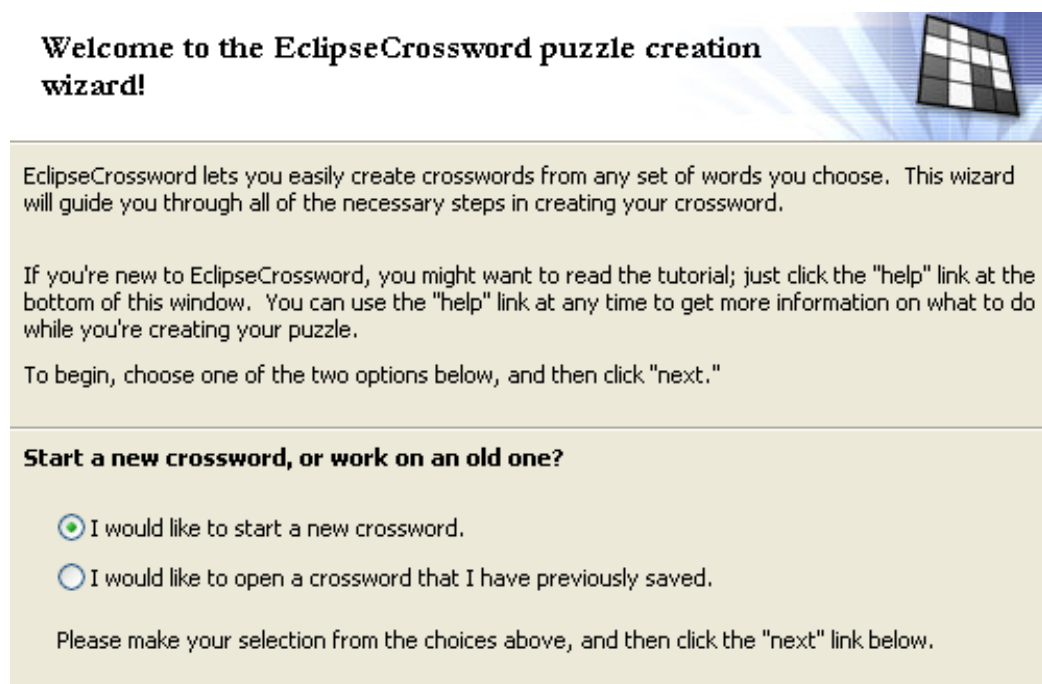 Welcome to the EclipseCrossword puzzle creation
wizard!
EclipseCrossword lets you easily create crosswords from any set of words you choose.  This wizard
will guide you through all of the necessary steps in creating your crossword.
If you're new to EclipseCrossword, you might want to read the tutorial; just click the "help" link at the
bottom of this window.  You can use the "help" link at any time to get more information on what to do
while you're creating your puzzle.
To begin, choose one of the two options below, and then click "next."
Start a new crossword, or work on an old one?
I would like to start a new crossword.
I would like to open a crossword that I have previously saved.
Please make your selection from the choices above, and then click the "next" link below.